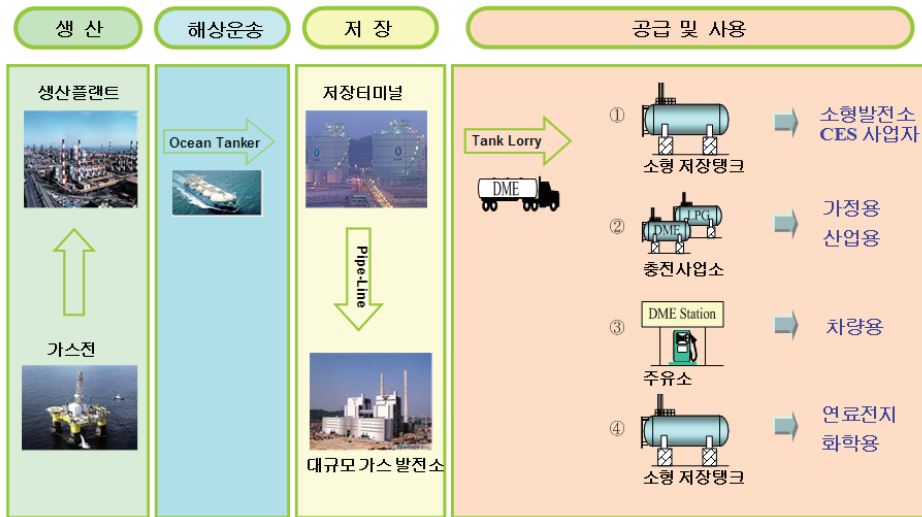 생 산
해상운송
저 장
공급 및 사용
생산플랜트
가스전
Ocean Tanker
저장터미널
Pipe-Line
대규모 가스 발전소
Tank Lorry
DME
①
소형 저장탱크
소형발전소
CES 사업자
②
LPG
DME
충전사업소
가정용
산업용
③
DME Station
주유소
차량용
④
소형 저장탱크
연료전지
화학용